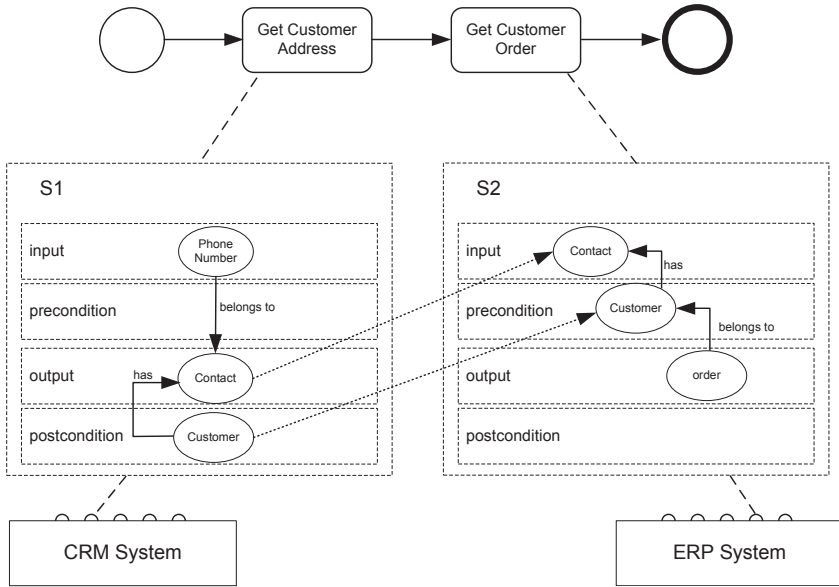 Get Customer
Address
Get Customer
Order
S1
input
Phone
Number
precondition
belongs to
output
has
Contact
postcondition
Customer
CRM System
S2
input
Contact
has
precondition
Customer
belongs to
output
order
postcondition
ERP System